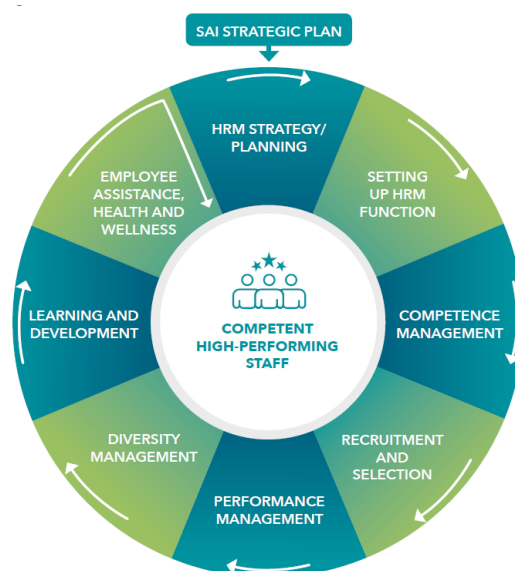 SAI STRATEGIC PLAN
HRM STRATEGY/
PLANNING
SETTING
UP HRM
FUNCTION
COMPETENCE
MANAGEMENT
RECRUITMENT
AND
SELECTION
PERFORMANCE
MANAGEMENT
DIVERSITY
MANAGEMENT
LEARNING AND
DEVELOPMENT
EMPLOYEE
ASSISTANCE,
HEALTH AND
WELLNESS
COMPETENT
HIGH-PERFORMING
STAFF